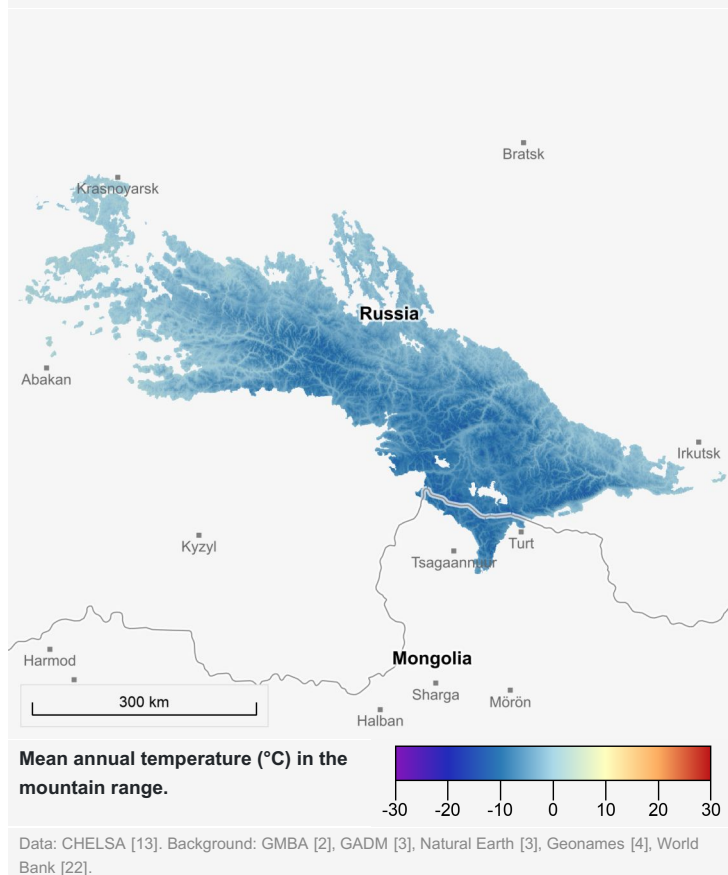 Bratsk
Krasnoyarsk
Russia
Abakan
Irkutsk
Kyzyl
Turt
Tsagaannuur
Harmod
Mongolia
Sharga
Mörön
300 km
Halban
Mean annual temperature (°C) in the
mountain range.
-30 -20 -10 0 10 20 30
Data: CHELSA [13]. Background: GMBA [2], GADM [3], Natural Earth [3], Geonames [4], World
Bank [22].